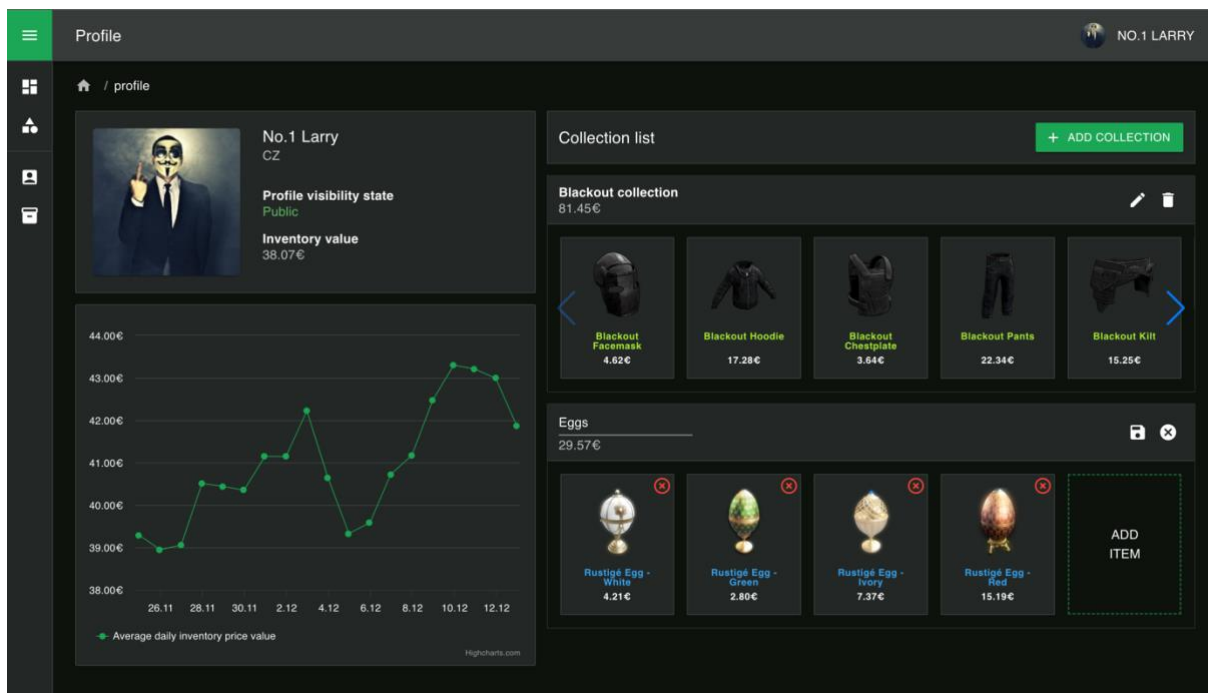 Profile
NO.1 LARRY
/ profile
No.1 Larry
CZ
Profile visibility state
Public
Inventory value
38.07€
44.00€
43.00€
42.00€
41.00€
40.00€
39.00€
38.00€
26.11 28.11 30.11 2.12 4.12 6.12 8.12 10.12 12.12
Average daily inventory price value
Highcharts.com
Collection list
+ ADD COLLECTION
Blackout collection
81.45€
Blackout
Facemask
4.62€
Blackout Hoodie
17.28€
Blackout
Chestplate
3.64€
Blackout Pants
22.34€
Blackout Kilt
15.25€
Eggs
29.57€
Rustigé Egg -
White
4.21€
Rustigé Egg -
Green
2.80€
Rustigé Egg -
Ivory
7.37€
Rustigé Egg -
Red
15.19€
ADD
ITEM